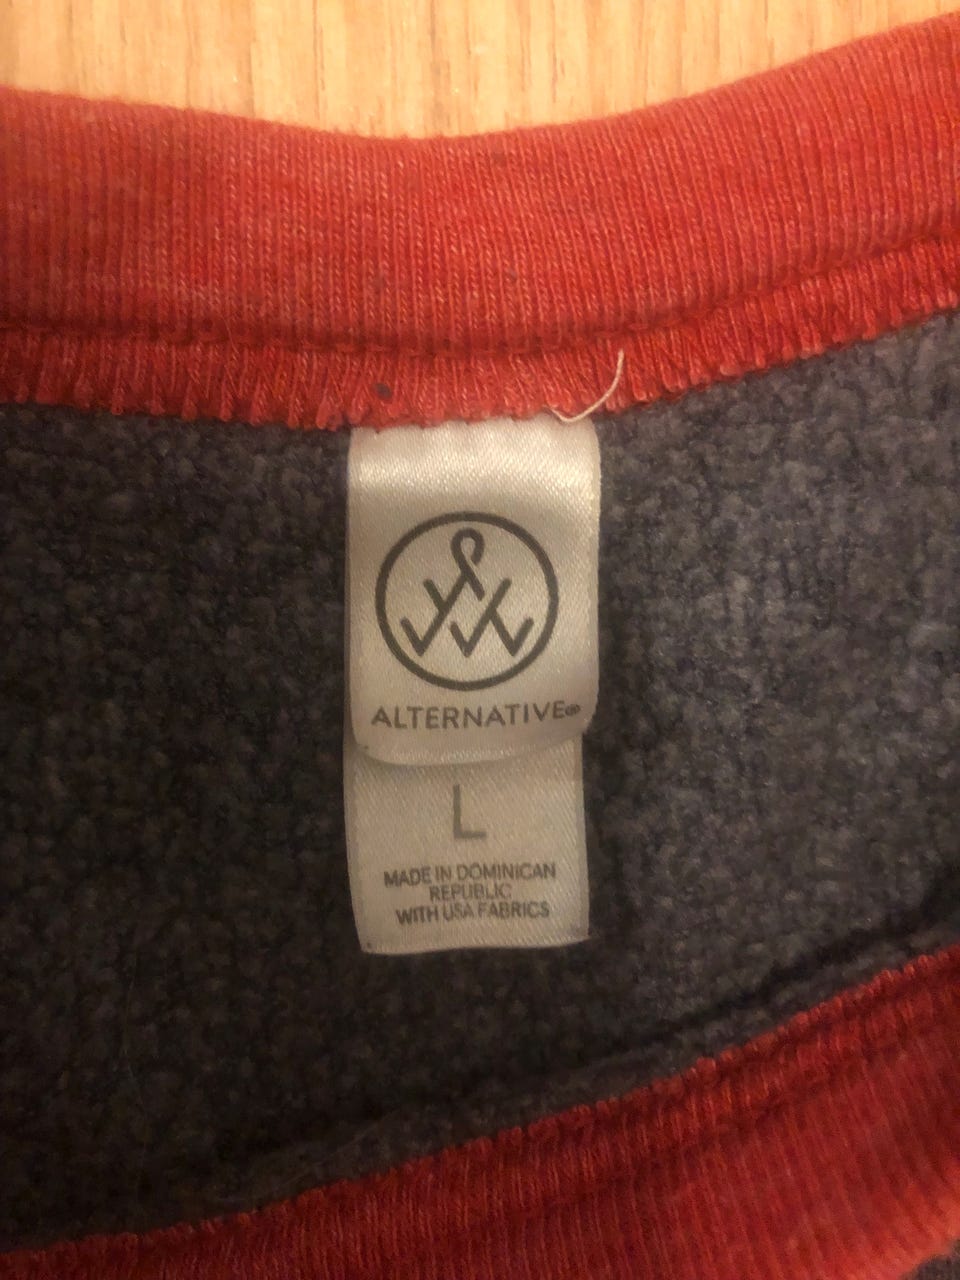 ALTERNATIVE®
L
MADE IN DOMINICAN
REPUBLIC
WITH USA FABRICS